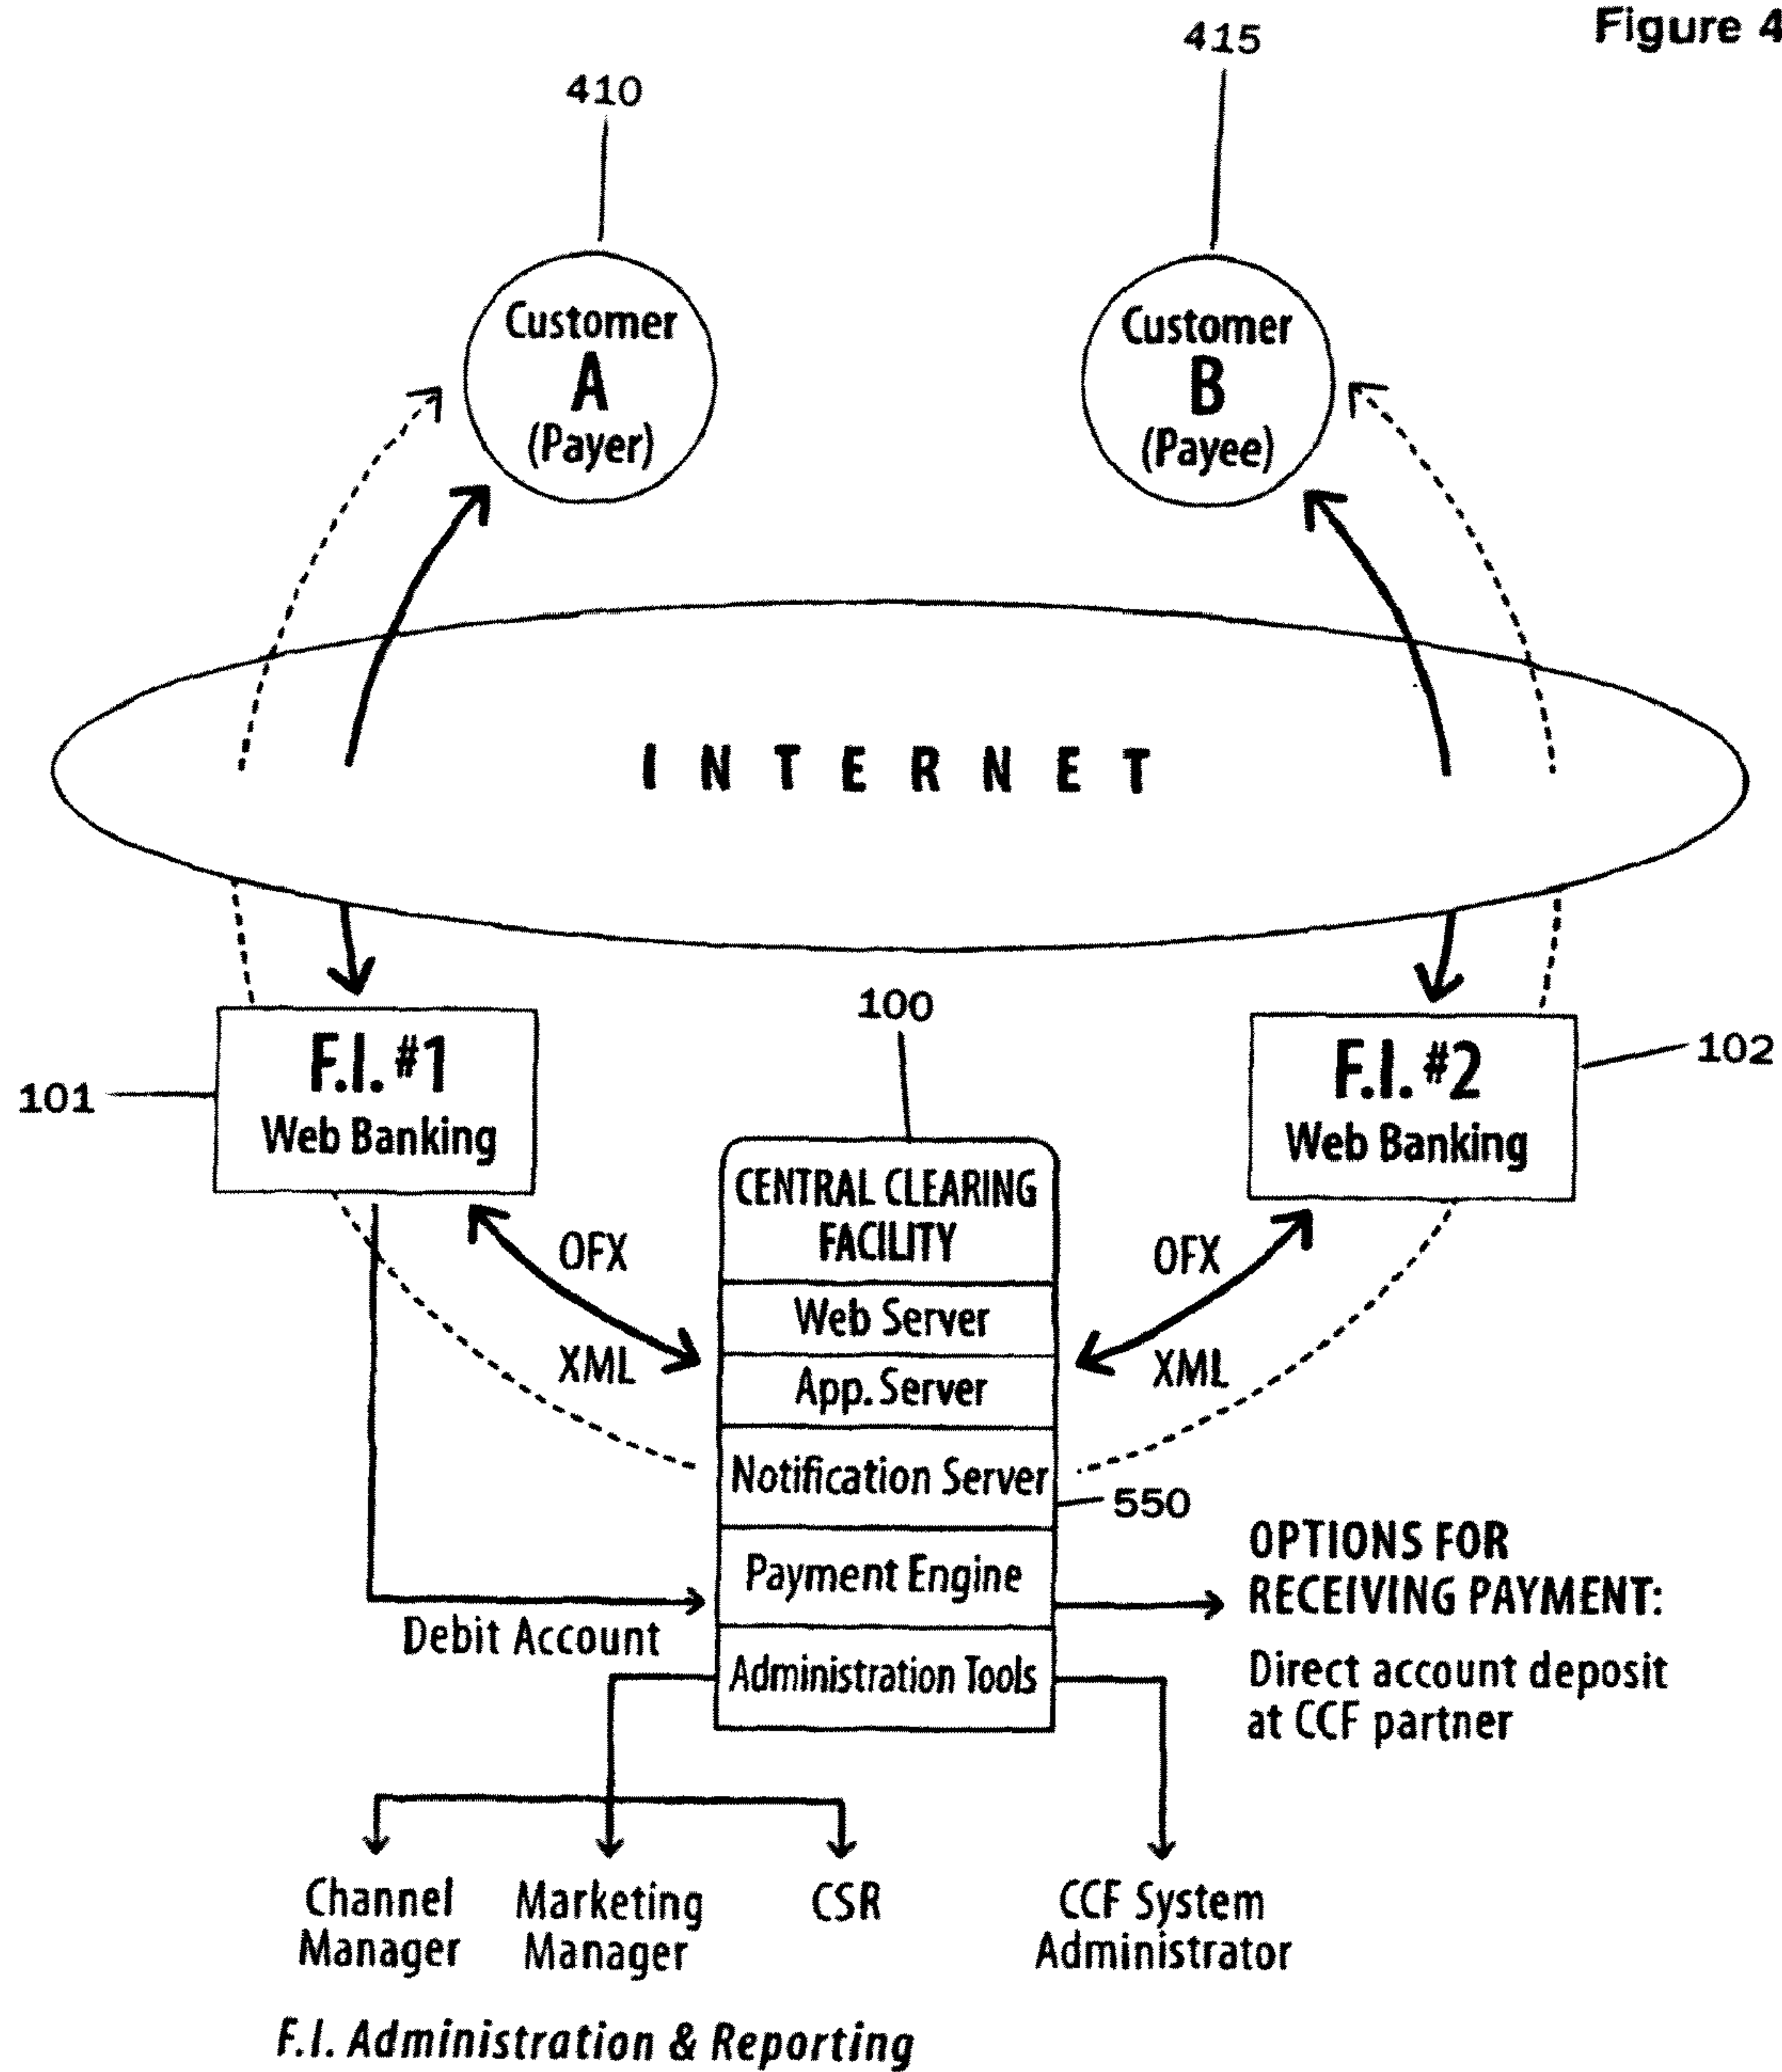 Figure 4
415
410
Customer
A
(Payer)
Customer
B
(Payee)
INTERNET
100
F.I. #1
Web Banking
101
F.I. #2
Web Banking
102
CENTRAL CLEARING
FACILITY
OFX
OFX
Web Server
XML
XML
App. Server
Notification Server
550
Payment Engine
OPTIONS FOR
RECEIVING PAYMENT:
Direct account deposit
at CCF partner
Debit Account
Administration Tools
Channel
Manager
Marketing
Manager
CSR
CCF System
Administrator
F.I. Administration & Reporting